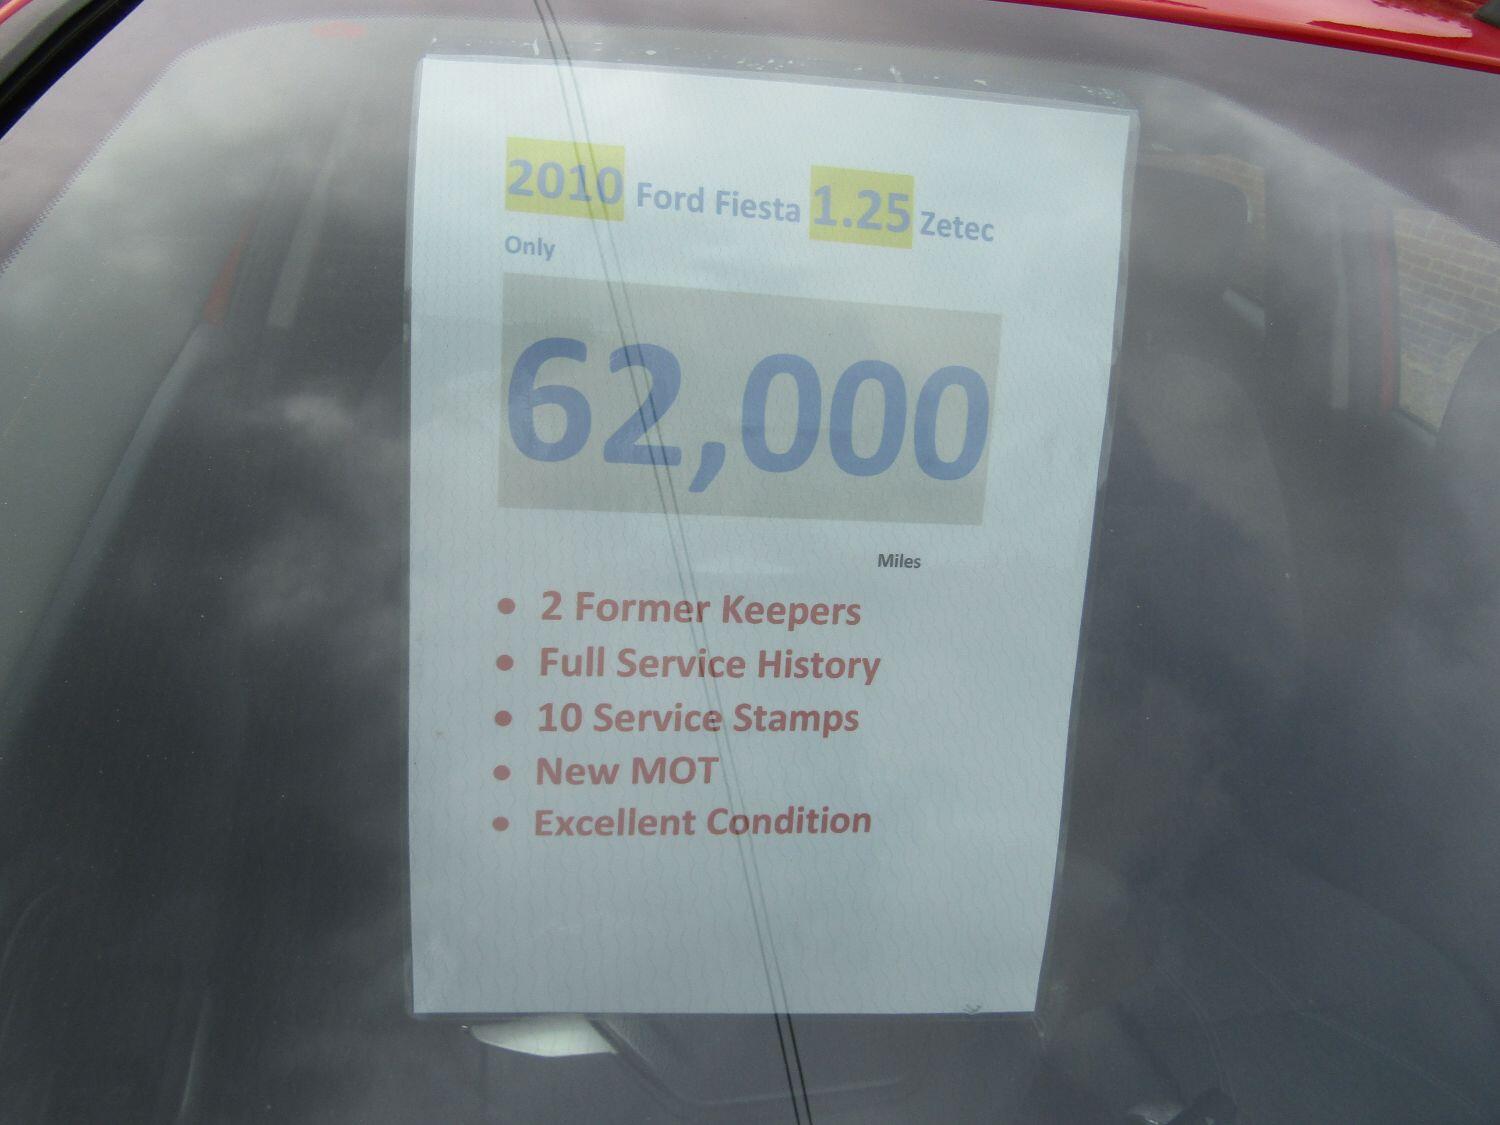 2010 Ford Fiesta 1.25 Zetec
Only
62,000
Miles
• 2 Former Keepers
• Full Service History
• 10 Service Stamps
• New MOT
• Excellent Condition